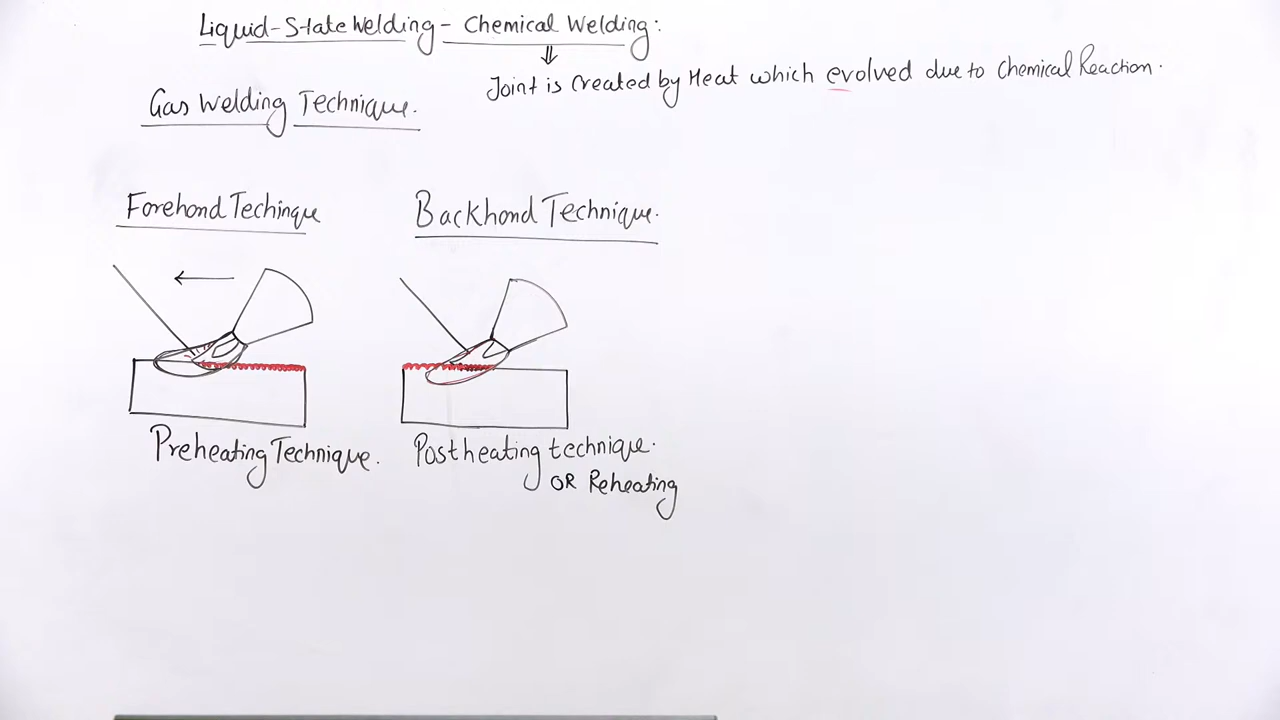 Liquid-State Welding - Chemical Welding:
⇓
Joint is created by Heat which evolved due to Chemical Reaction.
Gas Welding Technique.
Forehond Techinque
Backhond Technique.
Preheating Technique.
Postheating technique.
OR Reheating